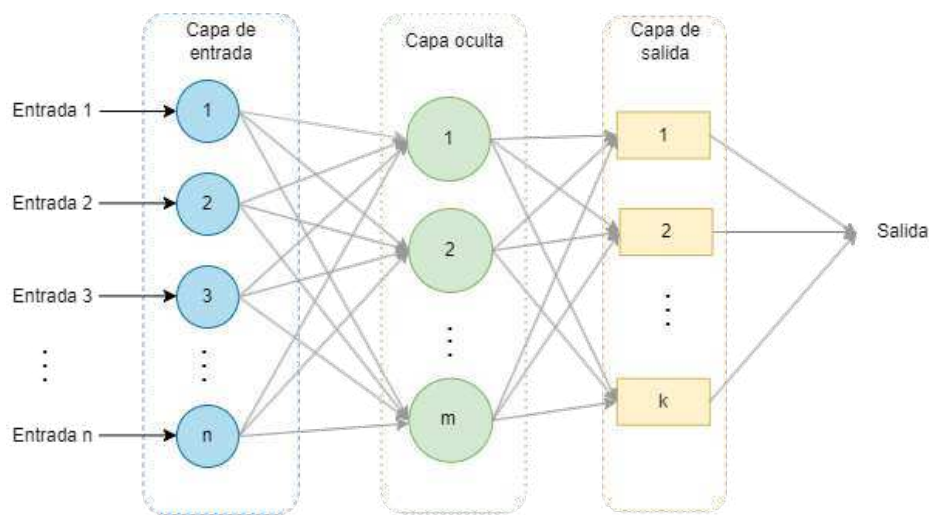 Capa de
entrada
Capa oculta
Capa de
salida
Entrada 1
1
1
1
Entrada 2
2
2
2
Salida
Entrada 3
3
Entrada n
n
m
k